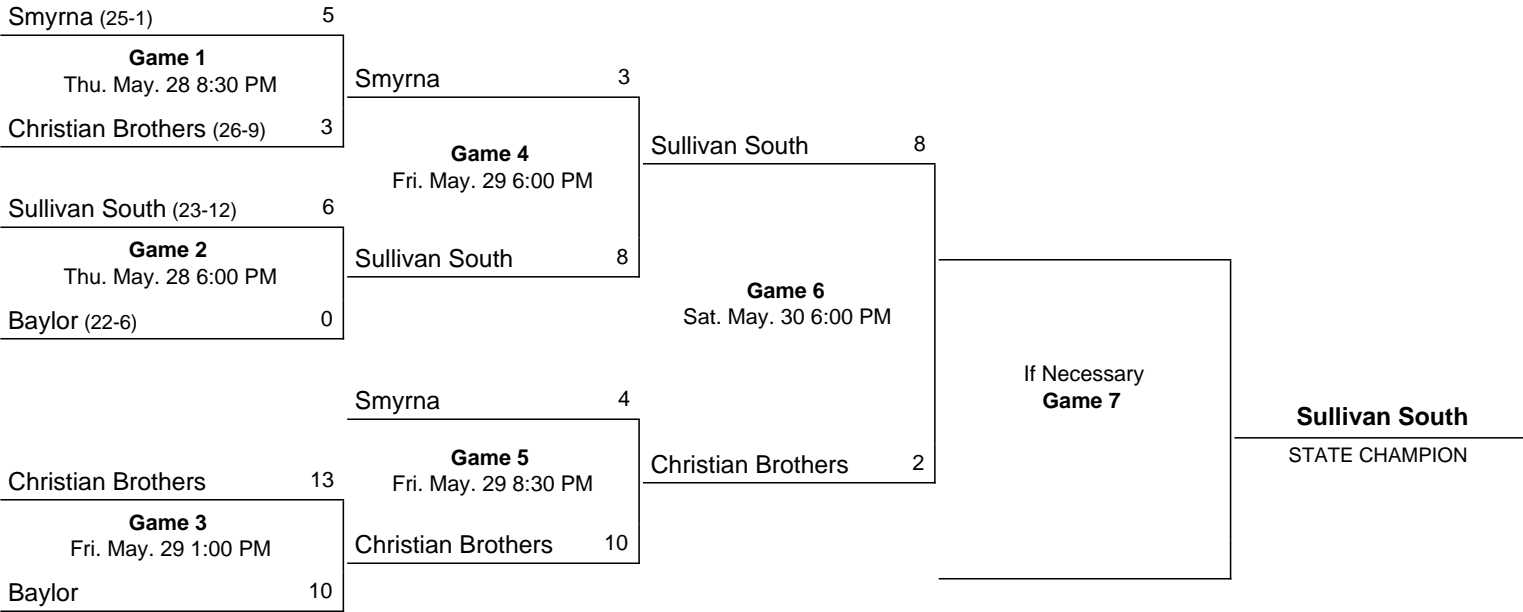 Smyrna (25-1) 5
Game 1
Thu. May. 28 8:30 PM
Christian Brothers (26-9) 3
Sullivan South (23-12) 6
Game 2
Thu. May. 28 6:00 PM
Baylor (22-6) 0
Christian Brothers 13
Game 3
Fri. May. 29 1:00 PM
Baylor 10
Smyrna 3
Game 4
Fri. May. 29 6:00 PM
Sullivan South 8
Smyrna 4
Game 5
Fri. May. 29 8:30 PM
Christian Brothers 10
Sullivan South 8
Game 6
Sat. May. 30 6:00 PM
Christian Brothers 2
If Necessary
Game 7
Sullivan South
STATE CHAMPION